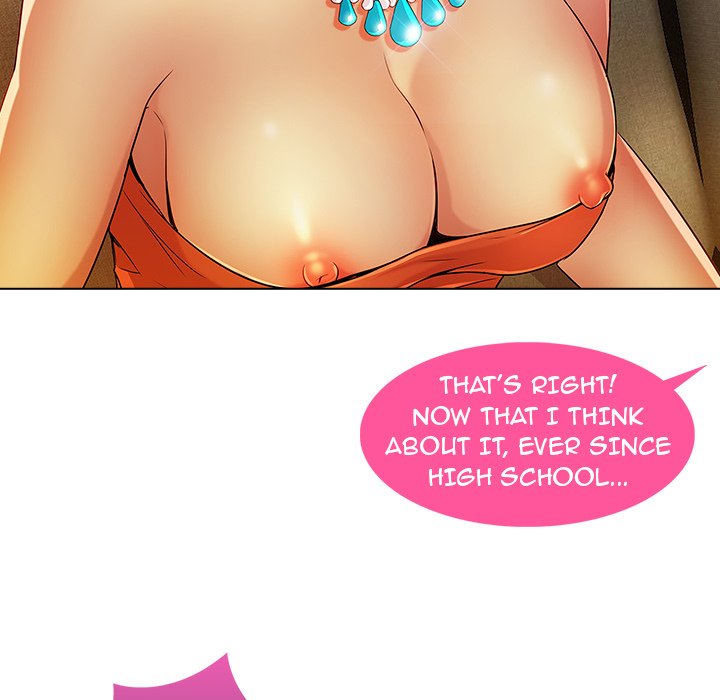 THAT'S RIGHT!
NOW THAT I THINK
ABOUT IT, EVER SINCE
HIGH SCHOOL...